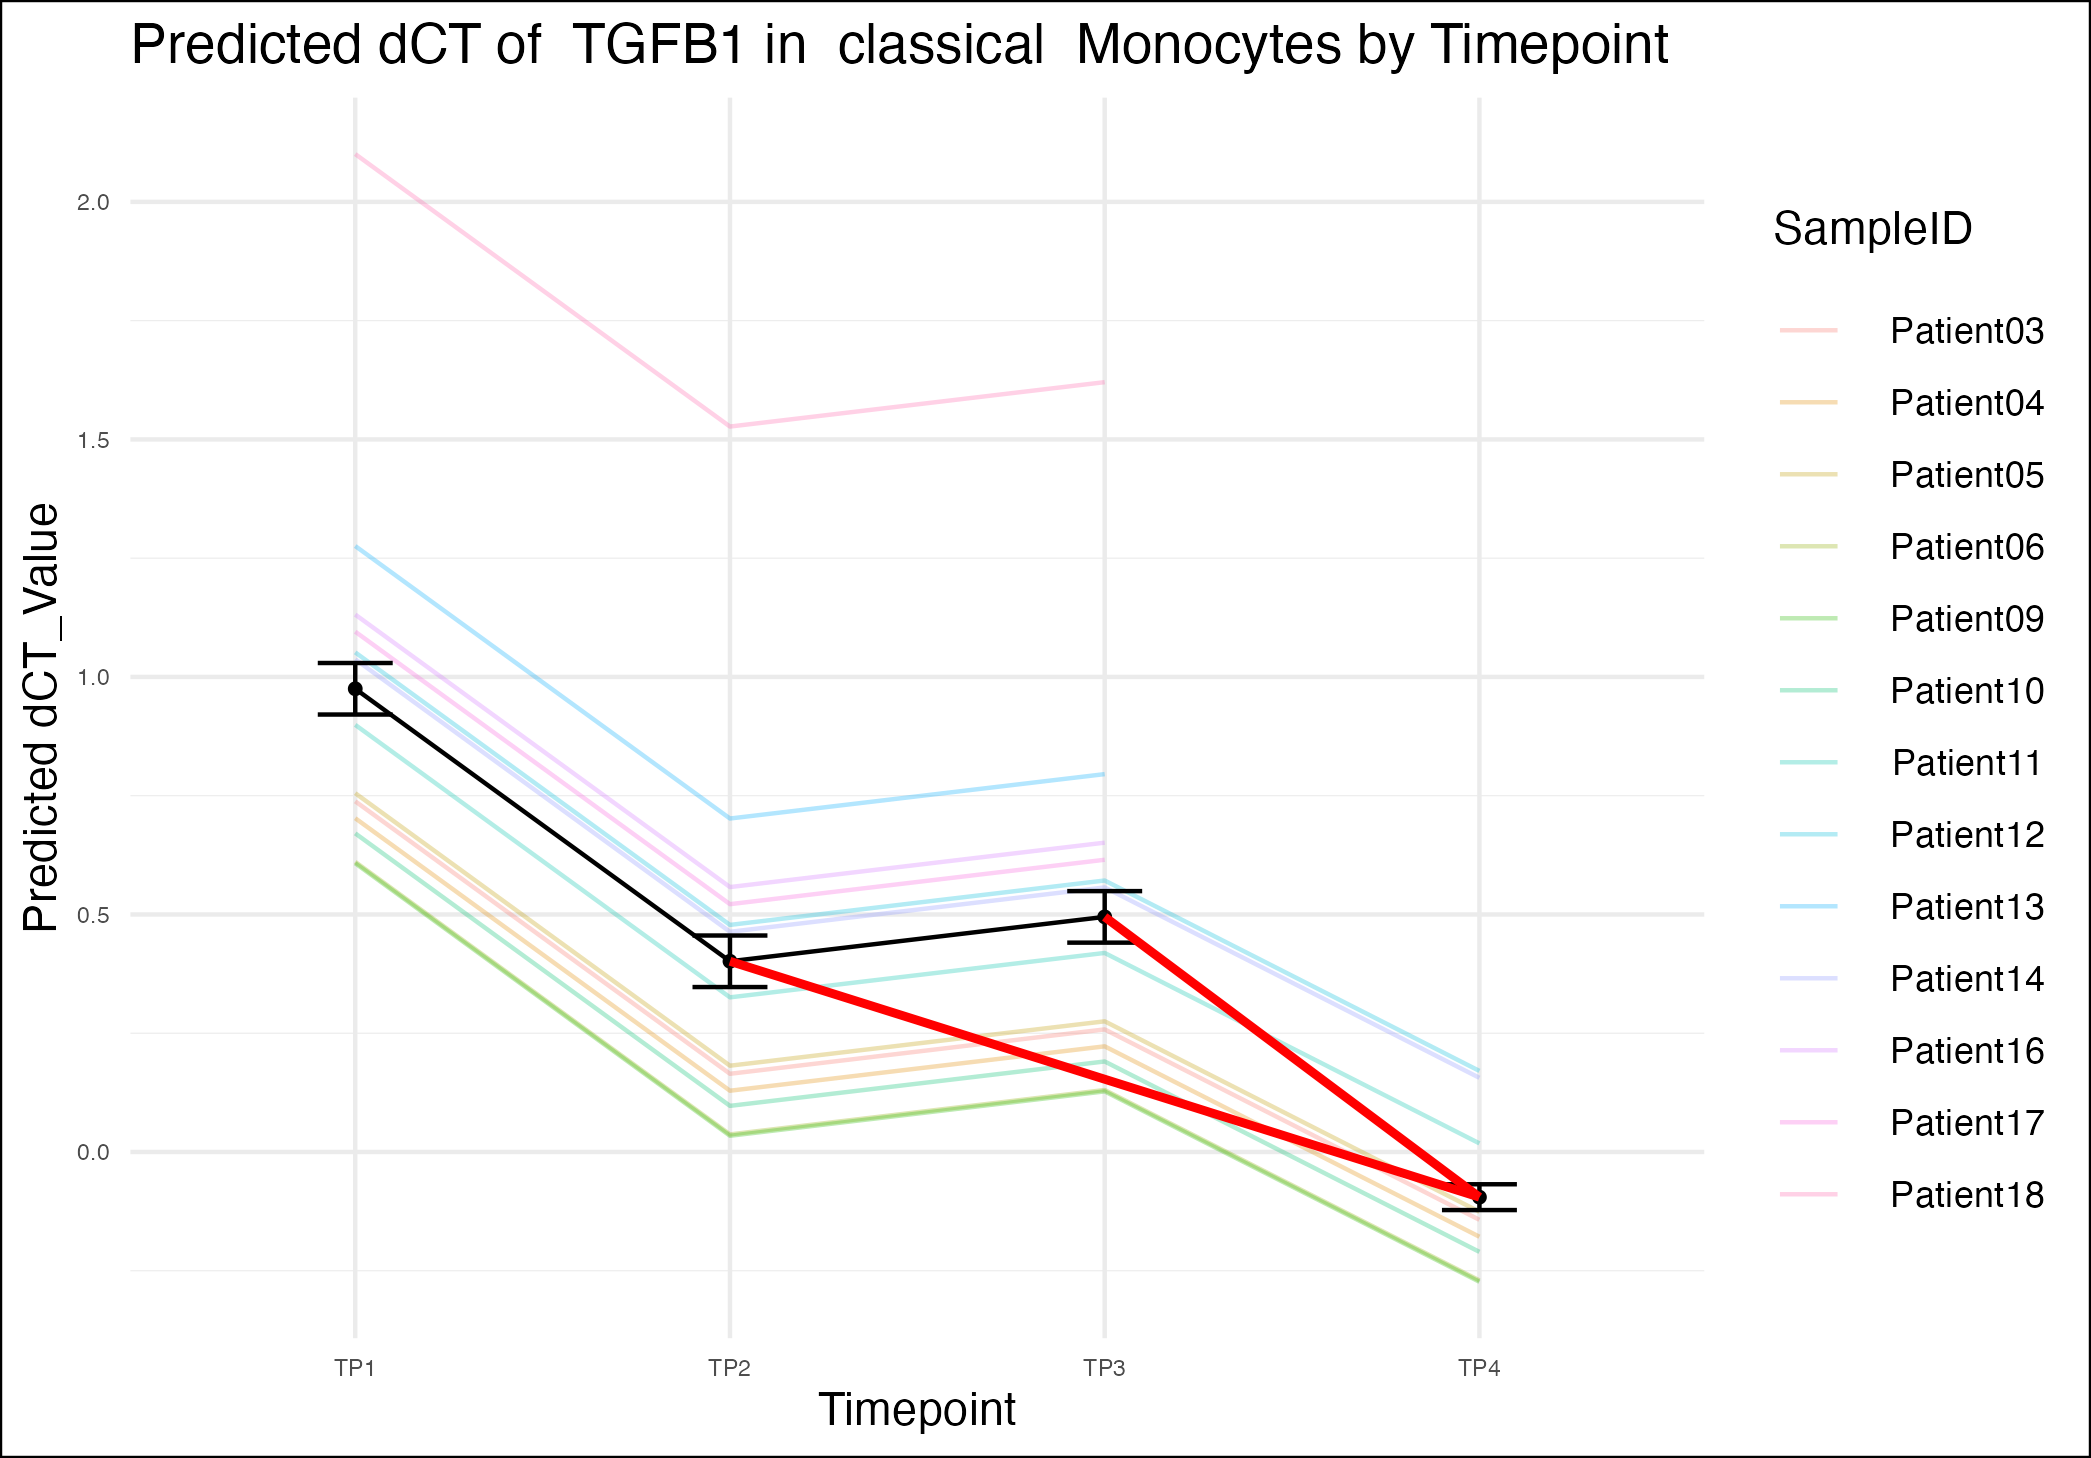 Predicted dCT of  TGFB1 in  classical  Monocytes by Timepoint
Predicted dCT_Value
2.0
1.5
1.0
0.5
0.0
TP1
TP2
TP3
TP4
Timepoint
SampleID
Patient03
Patient04
Patient05
Patient06
Patient09
Patient10
Patient11
Patient12
Patient13
Patient14
Patient16
Patient17
Patient18